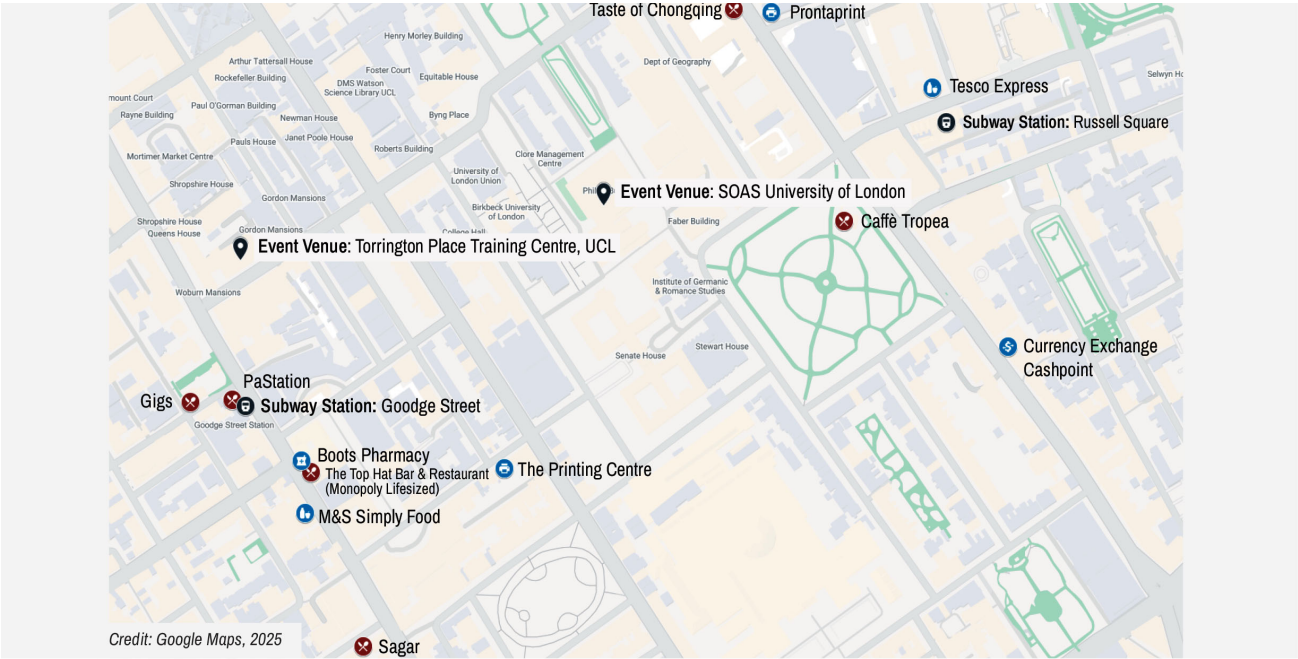 Taste of Chongqing
Prontaprint
Henry Morley Building
Arthur Tattersall House
Dept of Geography
Foster Court
Rockefeller Building
Equitable House
Selwyn Ho
DMS Watson
Science Library UCL
Tesco Express
mount Court
Paul O'Gorman Building
Rayne Building
Byng Place
Newman House
Subway Station: Russell Square
Pauls House
Janet Poole House
Roberts Building
Mortimer Market Centre
Clore Management
Centre
University of
London Union
Shropshire House
Event Venue: SOAS University of London
Gordon Mansions
Birkbeck University
of London
Shropshire House
Queens House
Faber Building
Caffè Tropea
Gordon Mansions
College Hall
Event Venue: Torrington Place Training Centre, UCL
Woburn Mansions
Institute of Germanic
& Romance Studies
Stewart House
Senate House
Currency Exchange
Cashpoint
PaStation
Gigs
Subway Station: Goodge Street
Goodge Street Station
Boots Pharmacy
The Top Hat Bar & Restaurant
(Monopoly Lifesized)
The Printing Centre
M&S Simply Food
Credit: Google Maps, 2025
Sagar